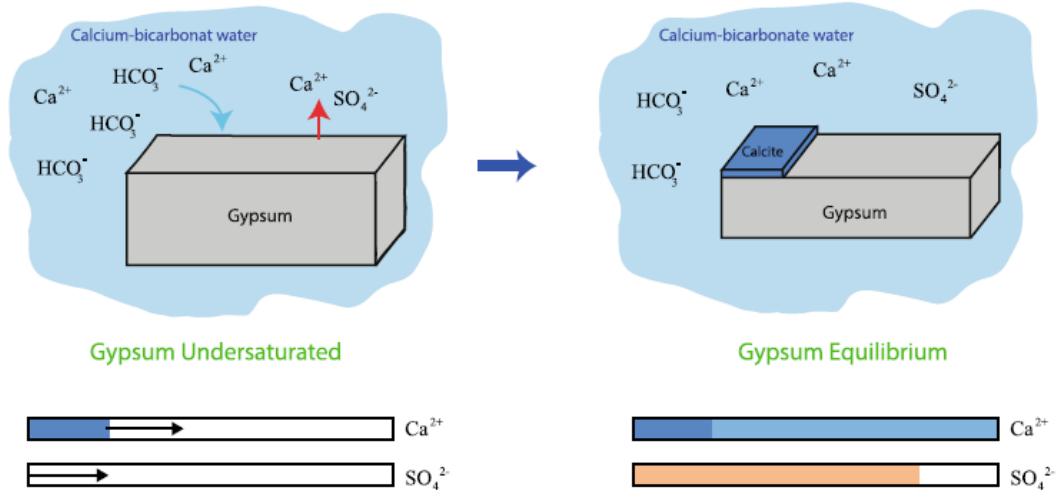 Calcium-bicarbonat water
Ca²⁺
HCO₃⁻
Ca²⁺
HCO₃⁻
HCO₃⁻
Ca²⁺
SO₄²⁻
Gypsum
Gypsum Undersaturated
Ca²⁺
SO₄²⁻
Calcium-bicarbonate water
Ca²⁺
Ca²⁺
SO₄²⁻
HCO₃⁻
HCO₃⁻
Calcite
Gypsum
Gypsum Equilibrium
Ca²⁺
SO₄²⁻